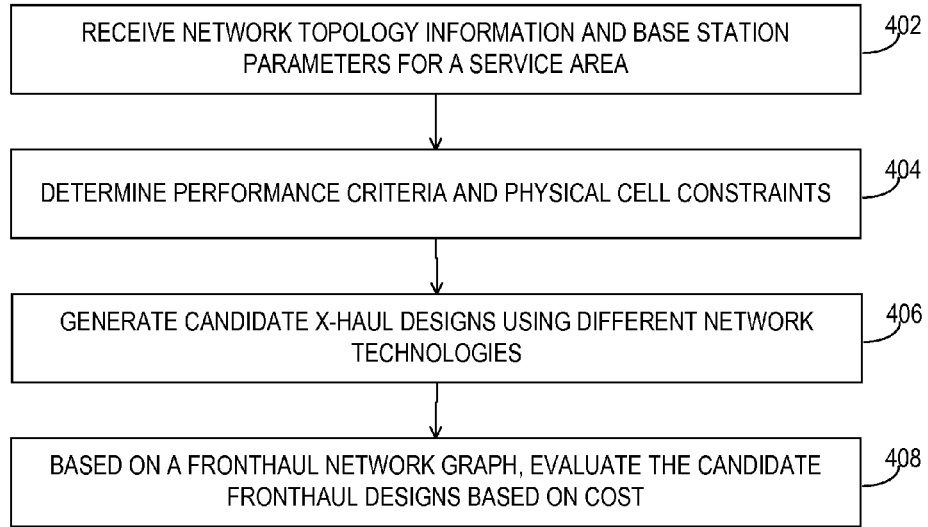 RECEIVE NETWORK TOPOLOGY INFORMATION AND BASE STATION
PARAMETERS FOR A SERVICE AREA
402
DETERMINE PERFORMANCE CRITERIA AND PHYSICAL CELL CONSTRAINTS
404
GENERATE CANDIDATE X-HAUL DESIGNS USING DIFFERENT NETWORK
TECHNOLOGIES
406
BASED ON A FRONTHAUL NETWORK GRAPH, EVALUATE THE CANDIDATE
FRONTHAUL DESIGNS BASED ON COST
408